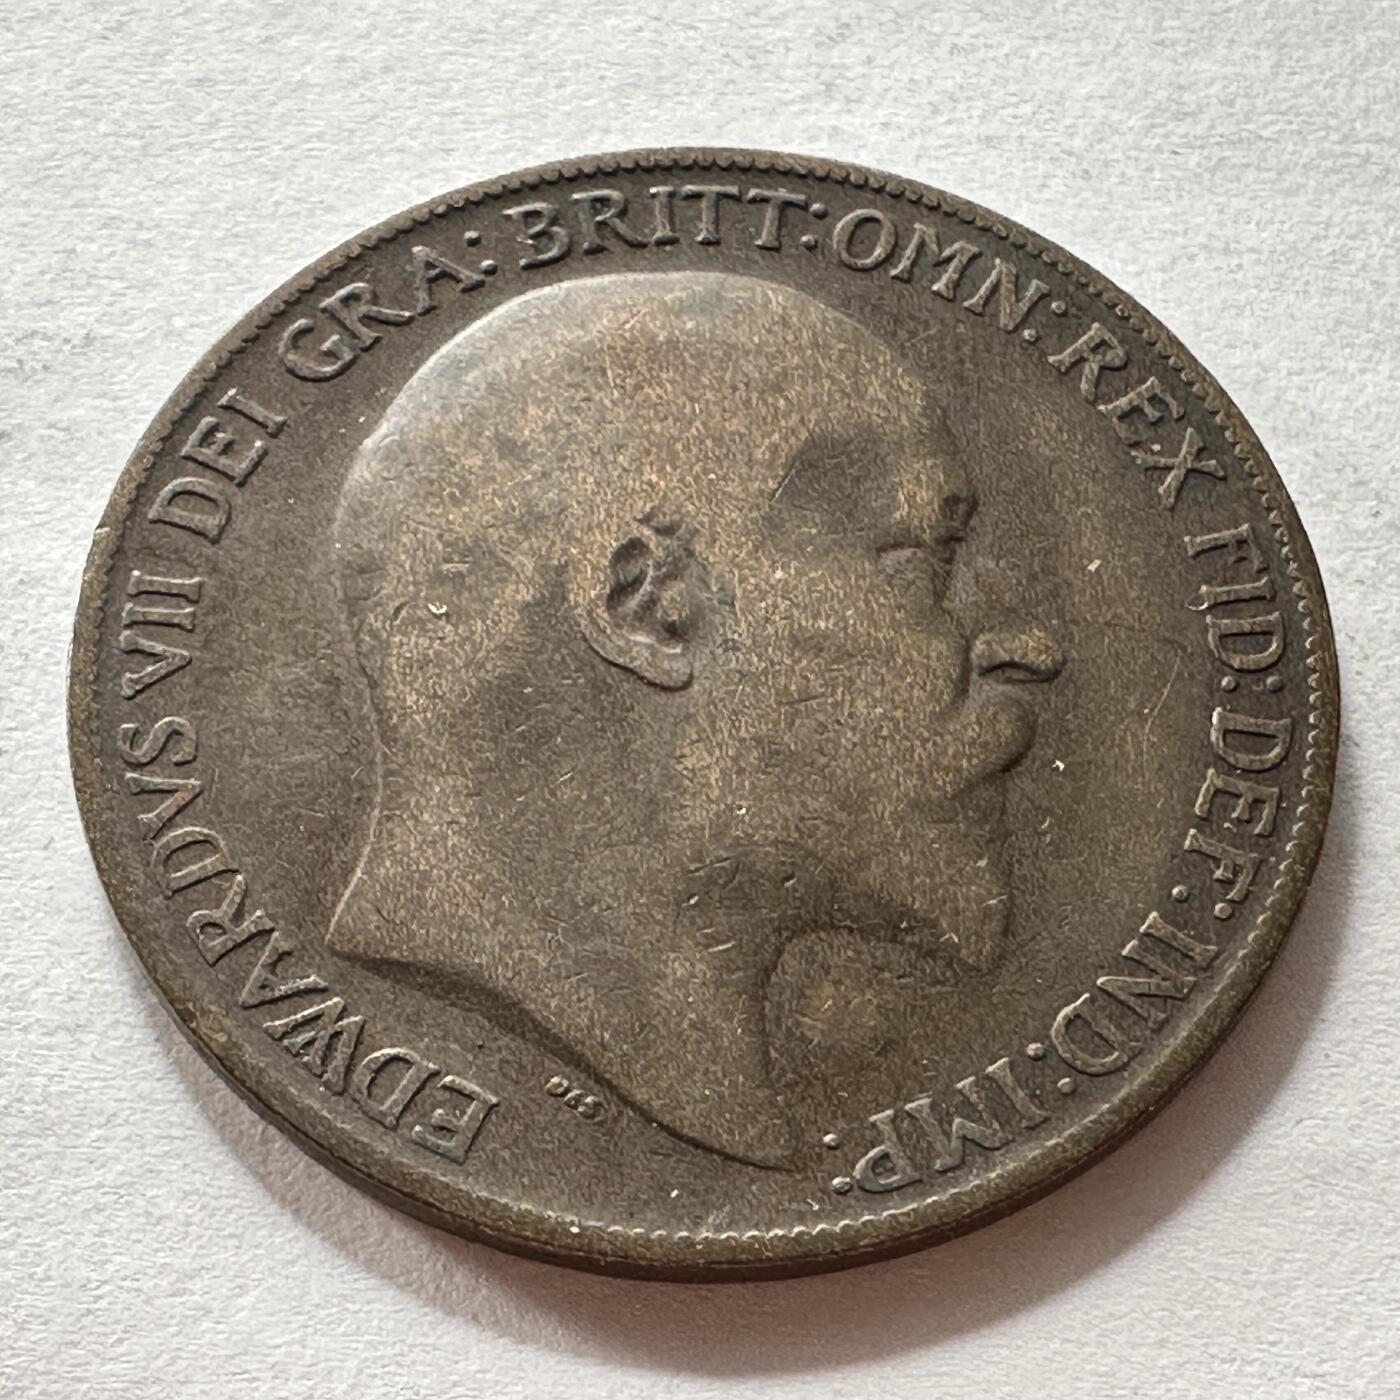 EDWARDVS VII DEI GRA: BRITT: OMN: REX FID: DEF: IND: IMP:
DES